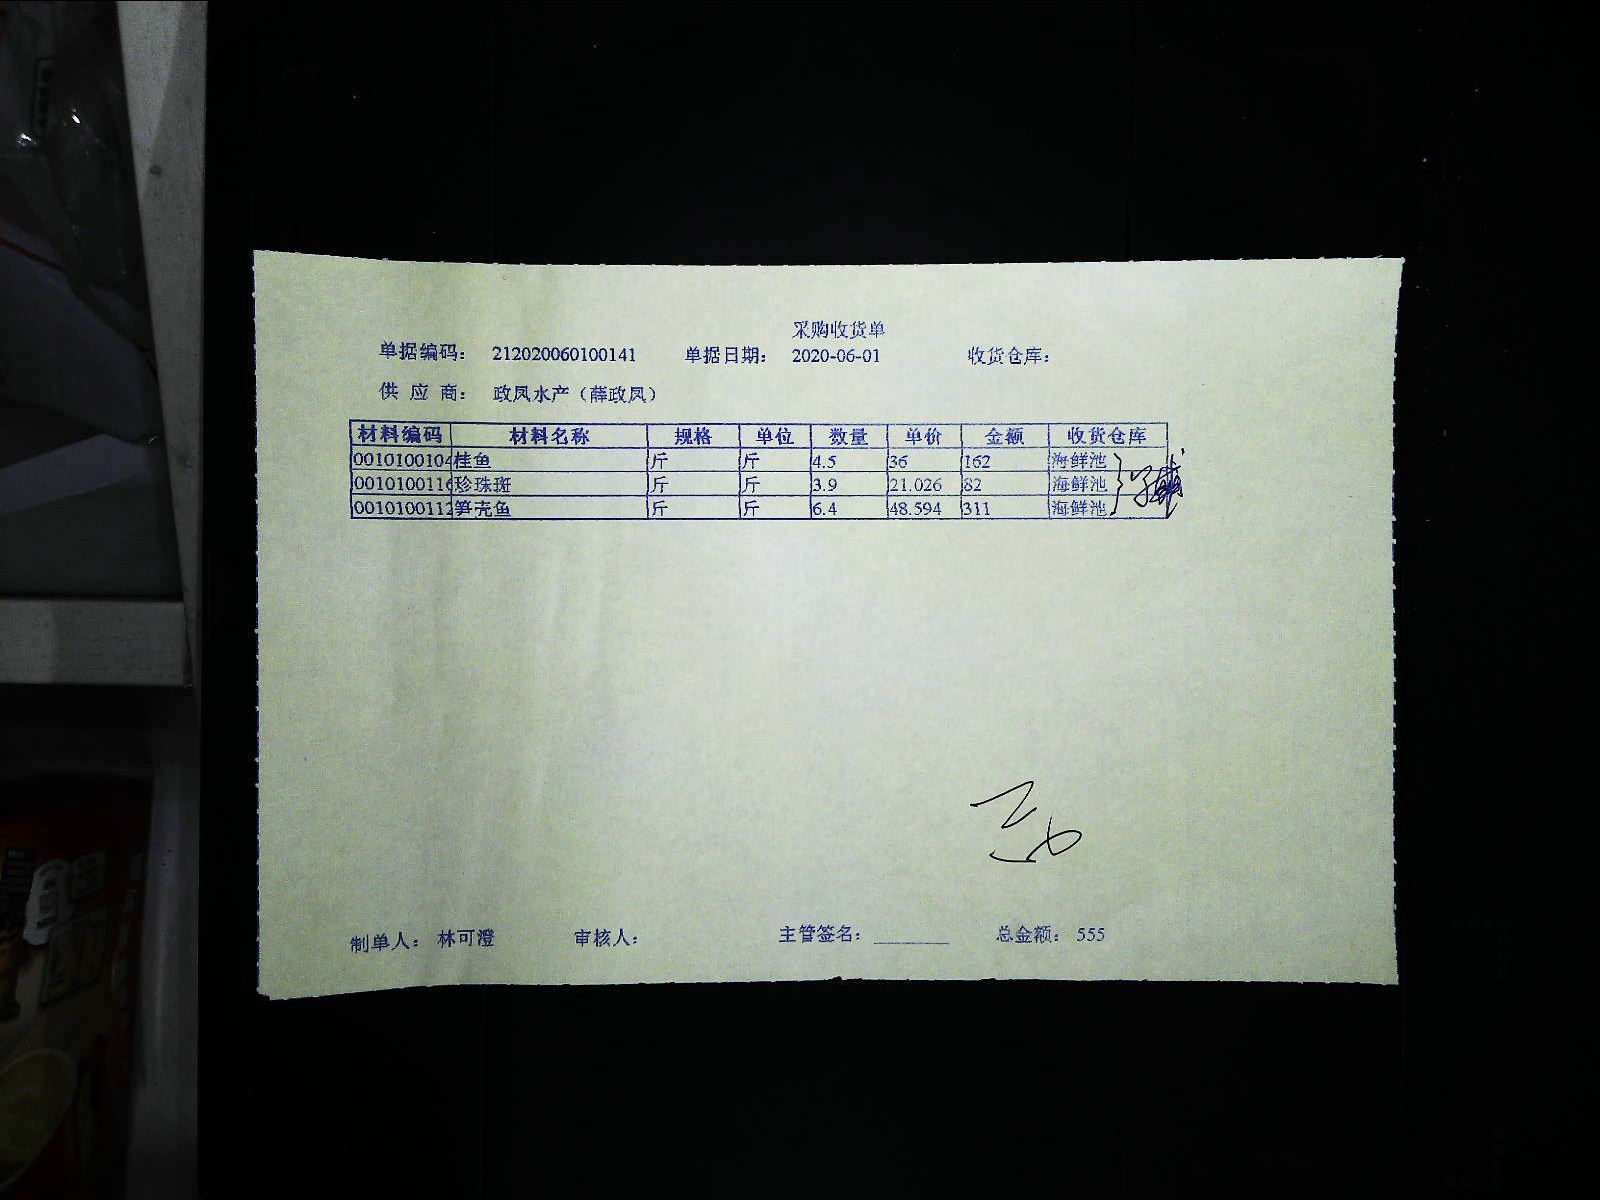 采购收货单
单据编码： 212020060100141 单据日期： 2020-06-01 收货仓库：
供 应 商： 政凤水产（薛政凤）
材料编码 材料名称 规格 单位 数量 单价 金额 收货仓库
0010100104 桂鱼 斤 斤 4.5 36 162 海鲜池
0010100116 珍珠斑 斤 斤 3.9 21.026 82 海鲜池
0010100112 笋壳鱼 斤 斤 6.4 48.594 311 海鲜池
制单人： 林可澄 审核人： 主管签名： ________ 总金额： 555